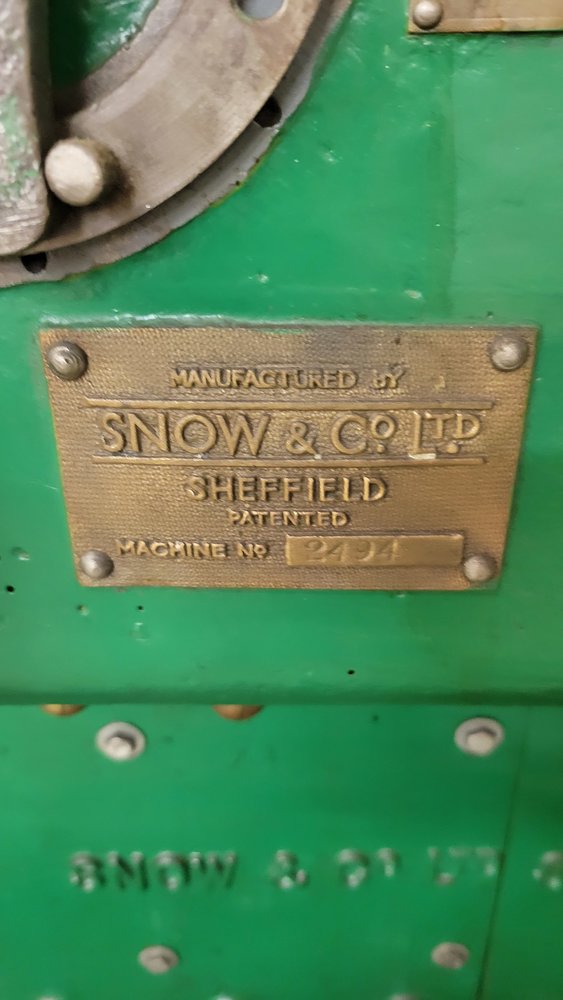 MANUFACTURED BY
SNOW & Co LTD
SHEFFIELD
PATENTED
MACHINE No 2494
SNOW & Co LTD